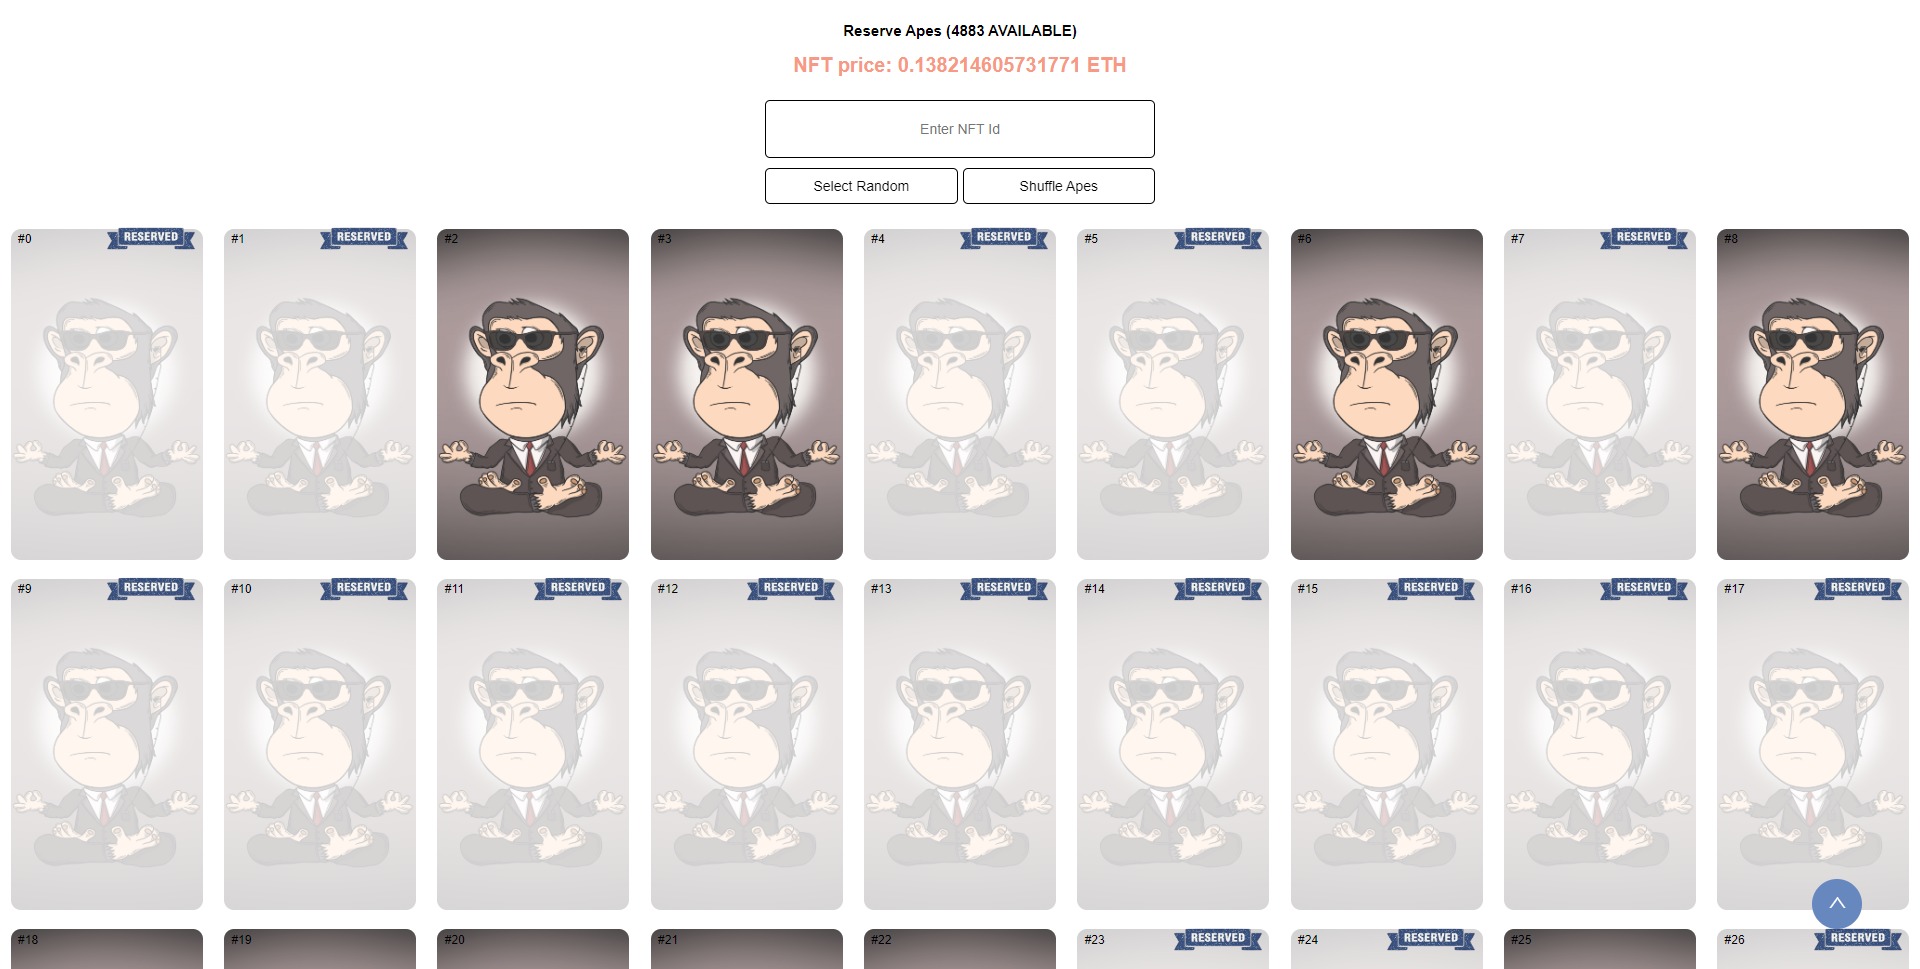 Reserve Apes (4883 AVAILABLE)
NFT price: 0.138214605731771 ETH
Enter NFT Id
Select Random Shuffle Apes
#0 RESERVED #1 RESERVED #2 #3 #4 RESERVED #5 RESERVED #6 #7 RESERVED #8
#9 RESERVED #10 RESERVED #11 RESERVED #12 RESERVED #13 RESERVED #14 RESERVED #15 RESERVED #16 RESERVED #17 RESERVED
#18 #19 #20 #21 #22 #23 RESERVED #24 RESERVED #25 #26 RESERVED